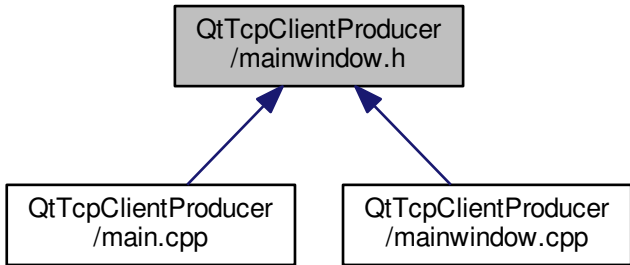 QtTcpClientProducer
/mainwindow.h
QtTcpClientProducer
/main.cpp
QtTcpClientProducer
/mainwindow.cpp